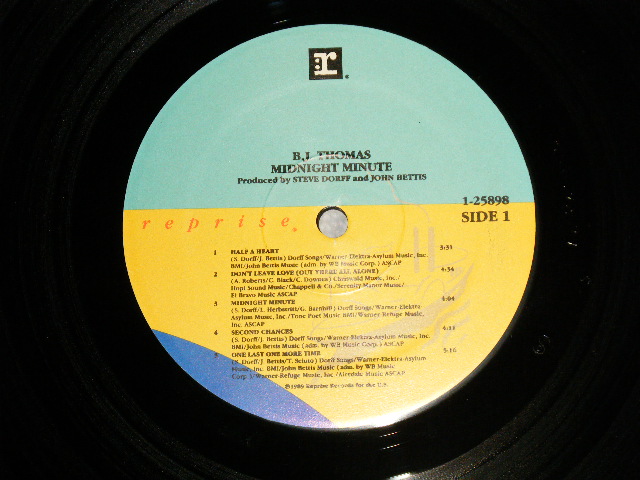 r
B.J. THOMAS
MIDNIGHT MINUTE
Produced by STEVE DORFF and JOHN BETTIS
1-25898
reprise
SIDE 1
1 HALF A HEART 3:31
(S. Dorff/J. Bettis) Dorff Songs/Warner-Elektra-Asylum Music, Inc.
BMI/John Bettis Music (adm. by WB Music Corp.) ASCAP
2 DON'T LEAVE LOVE (OUT THERE ALL ALONE) 4:34
(A. Roberts/C. Black/C. Downes) Chriswald Music, Inc./
Hopi Sound Music/Chappell & Co./Serenity Manor Music/
El Bravo Music ASCAP
3 MIDNIGHT MINUTE 4:04
(S. Dorff/L. Herbstritt/G. Harju) Dorff Songs/Warner-Elektra-
Asylum Music, Inc./Tone Poet Music BMI/Warner Refuge Music,
Inc. ASCAP
4 SECOND CHANCES 4:11
(S. Dorff/J. Bettis) Dorff Songs/Warner-Elektra-Asylum Music, Inc.
BMI/John Bettis Music (adm. by WB Music Corp.) ASCAP
5 ONE LAST ONE MORE TIME 5:16
(S. Dorff/J. Bettis/T. Seluto) Dorff Songs/Warner-Elektra-Asylum
Music, Inc. BMI/John Bettis Music (adm. by WB Music
Corp.)/Warner-Refuge Music, Inc./Alerdale Music ASCAP
℗1989 Reprise Records for the U.S.